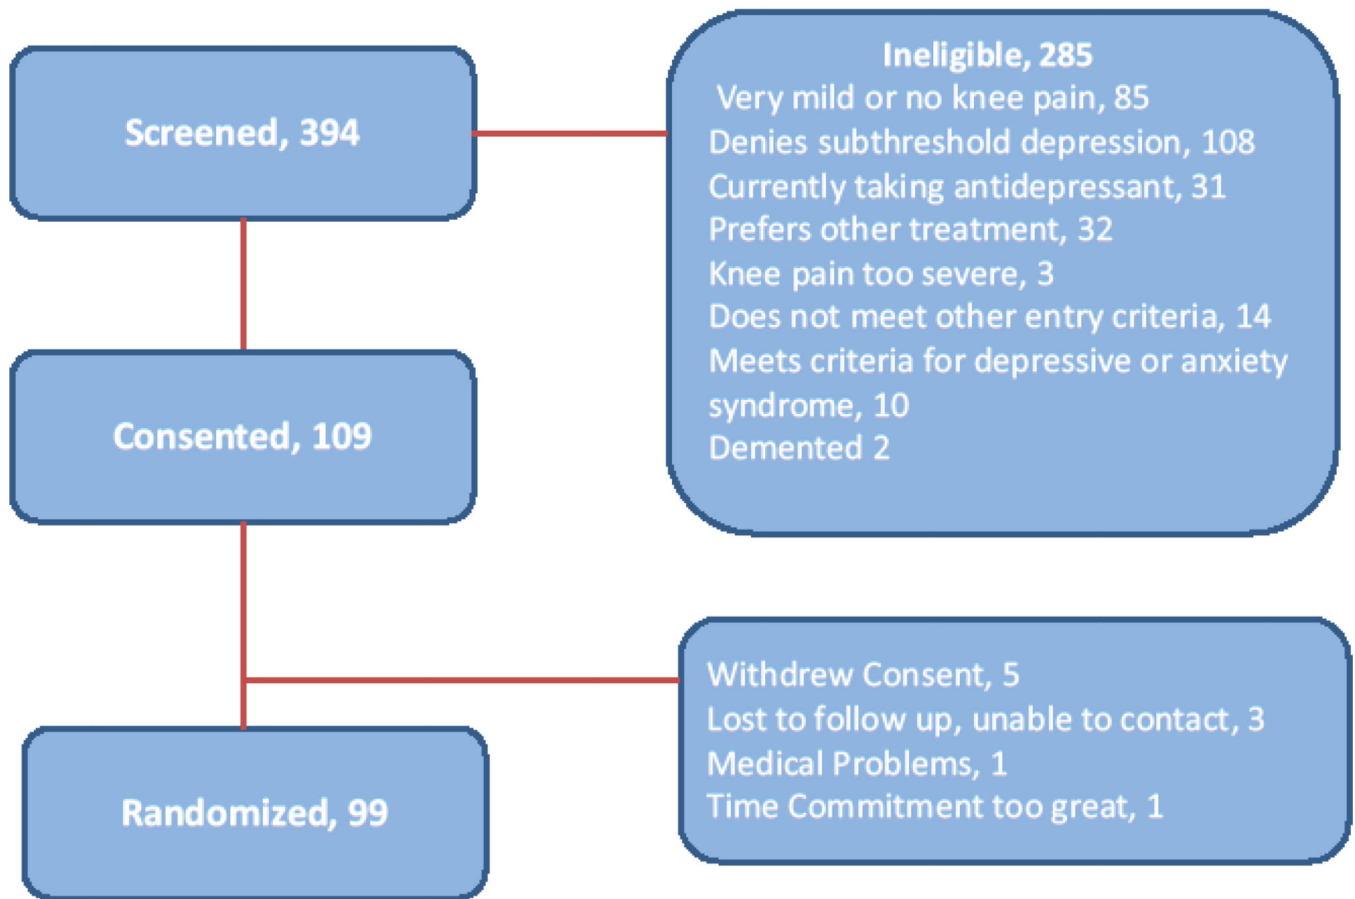 Screened, 394
Ineligible, 285
Very mild or no knee pain, 85
Denies subthreshold depression, 108
Currently taking antidepressant, 31
Prefers other treatment, 32
Knee pain too severe, 3
Does not meet other entry criteria, 14
Meets criteria for depressive or anxiety
syndrome, 10
Demented 2
Consented, 109
Withdrew Consent, 5
Lost to follow up, unable to contact, 3
Medical Problems, 1
Time Commitment too great, 1
Randomized, 99